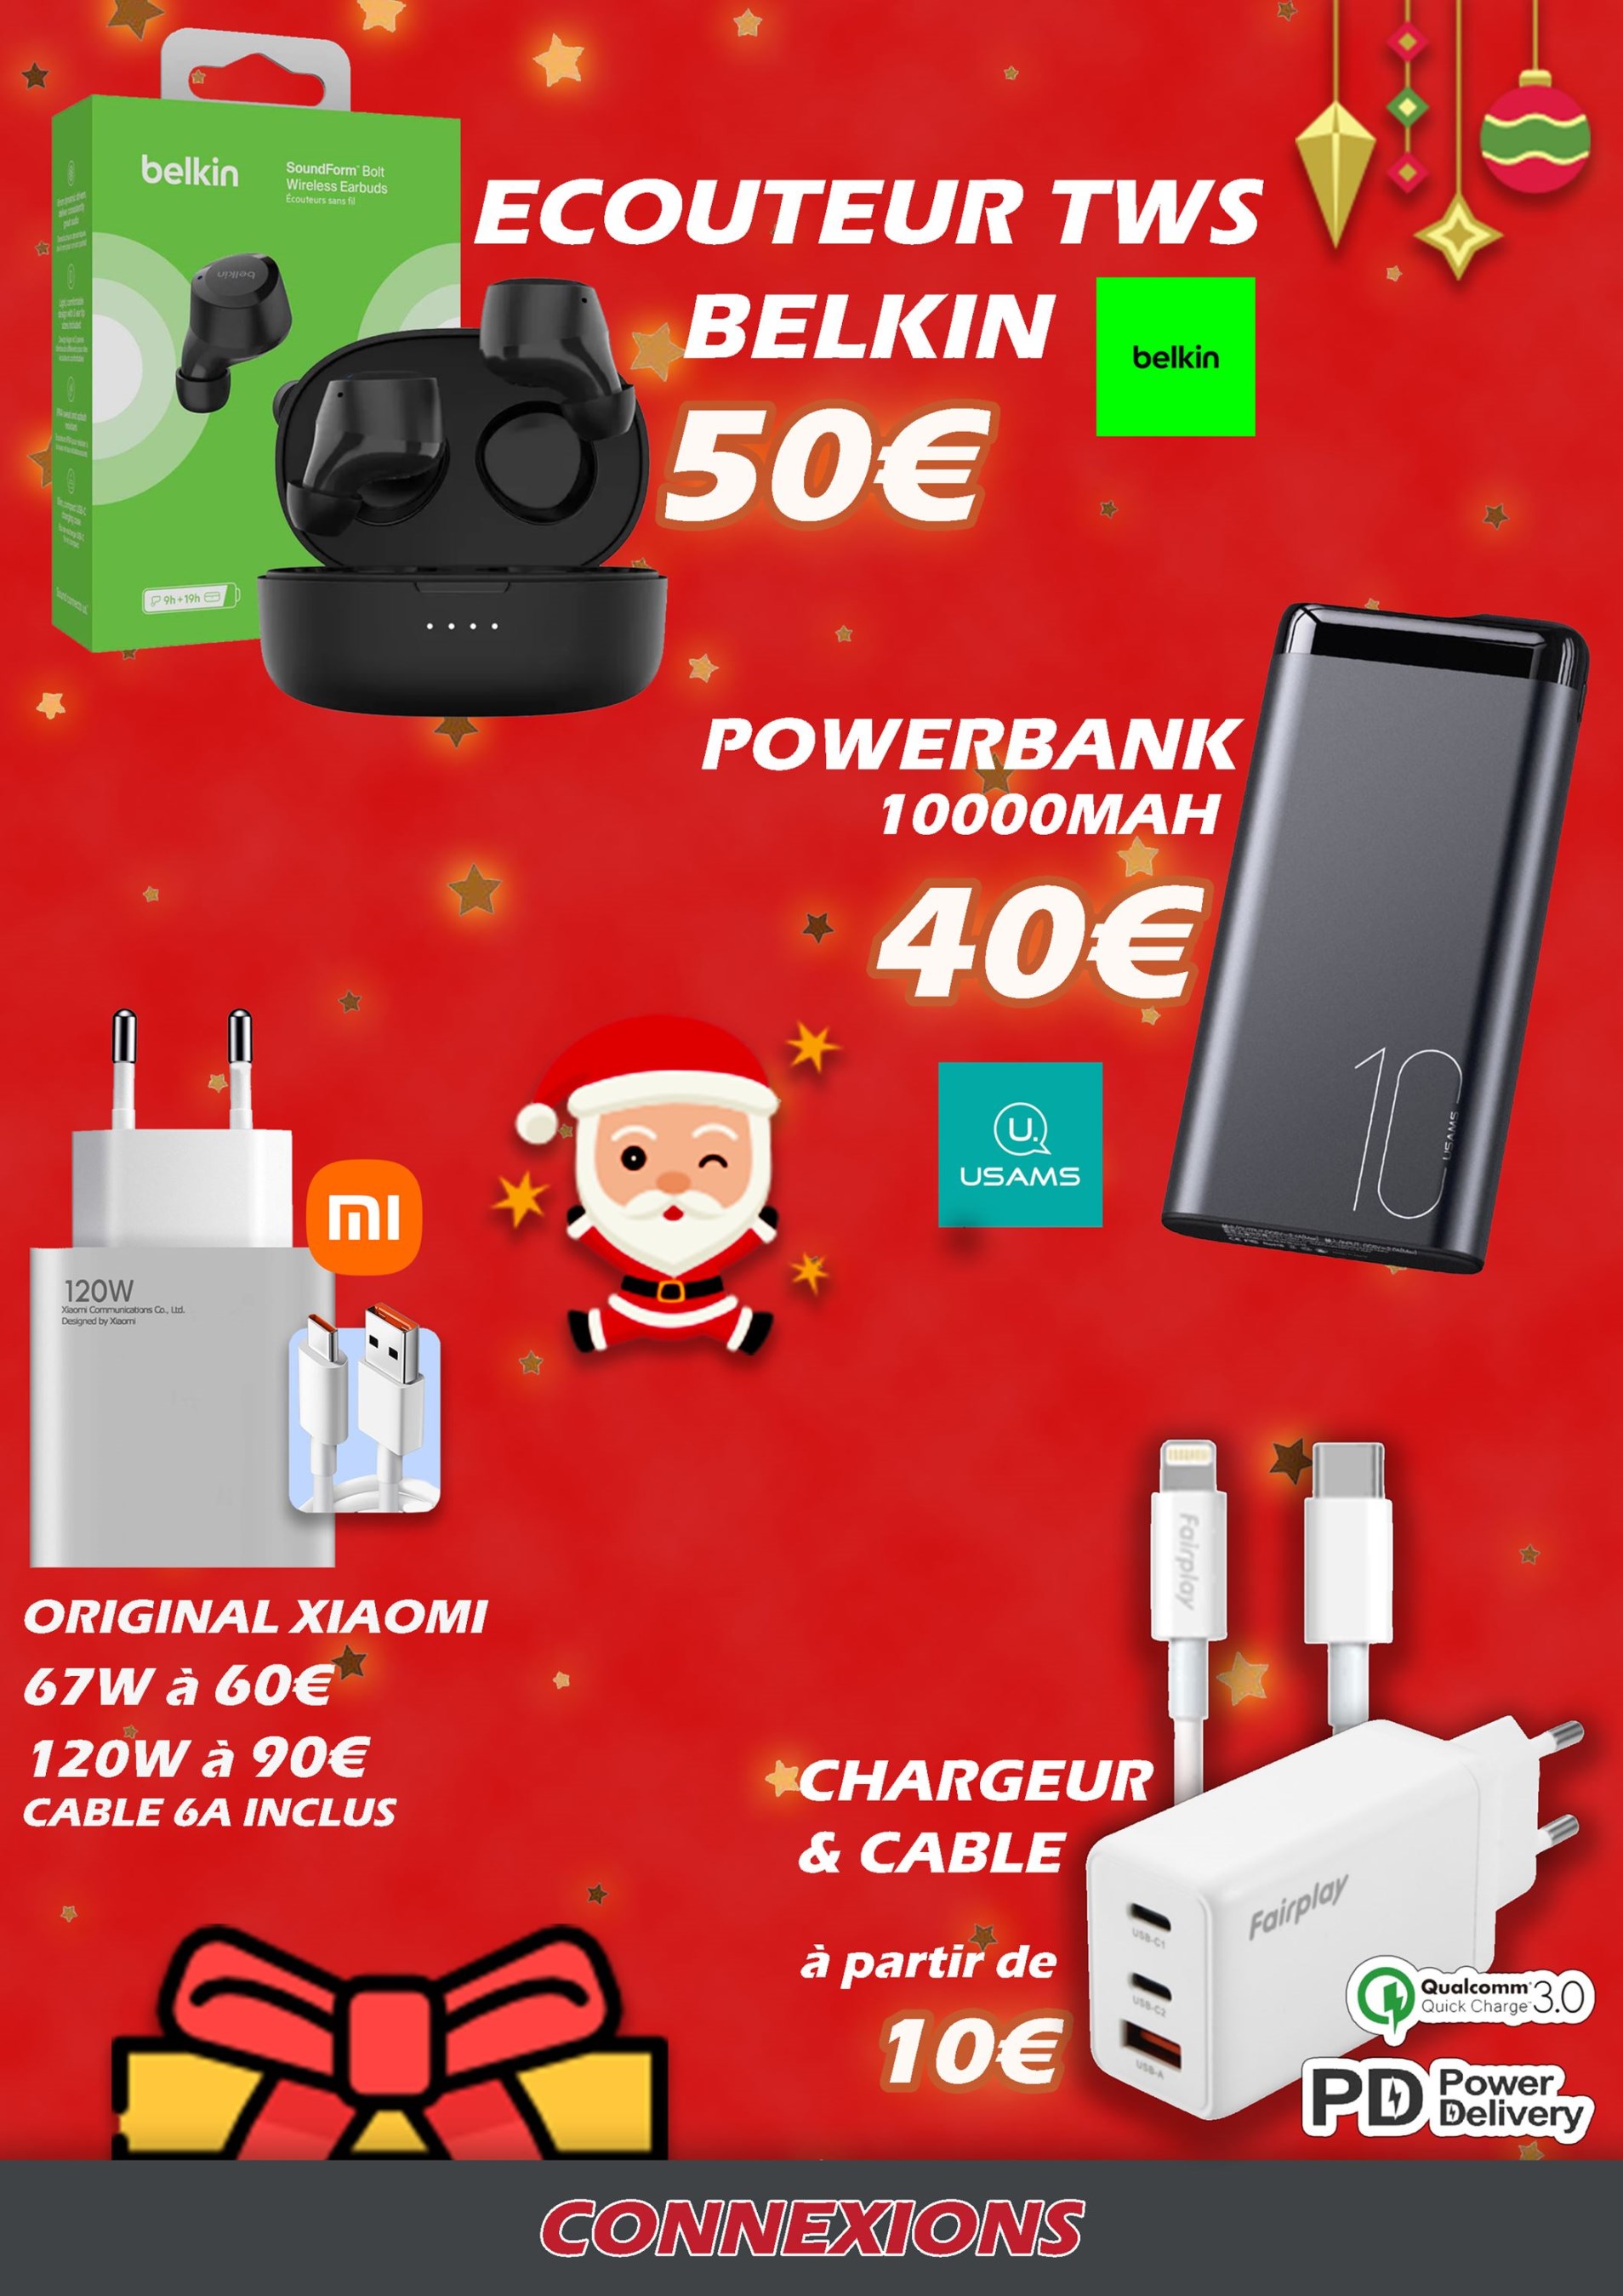 belkin
SoundForm™ Bolt
Wireless Earbuds
Écouteurs sans fil
belkin
9h + 19h
ECOUTEUR TWS
BELKIN
belkin
50€
POWERBANK
10000MAH
40€
U.
USAMS
10
USAMS
mi
120W
Xiaomi Communications Co., Ltd.
Designed by Xiaomi
ORIGINAL XIAOMI
67W à 60€
120W à 90€
CABLE 6A INCLUS
Fairplay
CHARGEUR
& CABLE
à partir de
10€
Fairplay
USB-C1
USB-C2
USB-A
Qualcomm
Quick Charge™ 3.0
PD Power
Delivery
CONNEXIONS